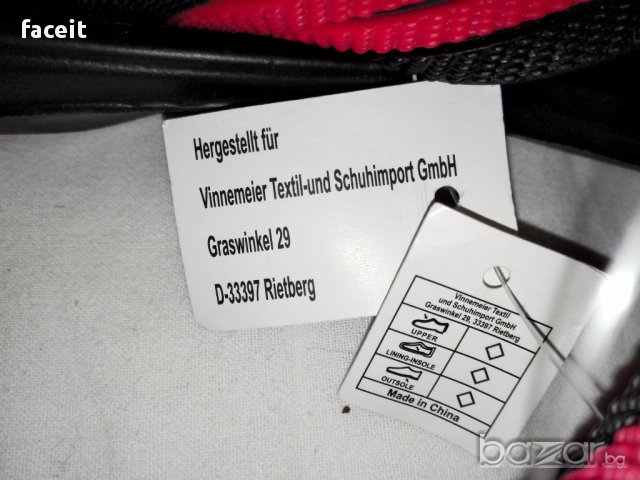 faceit
Hergestellt für
Vinnemeier Textil-und Schuhimport GmbH
Graswinkel 29
D-33397 Rietberg
Vinnemeier Textil
und Schuhimport GmbH
Graswinkel 29, 33397 Rietberg
UPPER
LINING-INSOLE
OUTSOLE
Made in China
bazar.bg